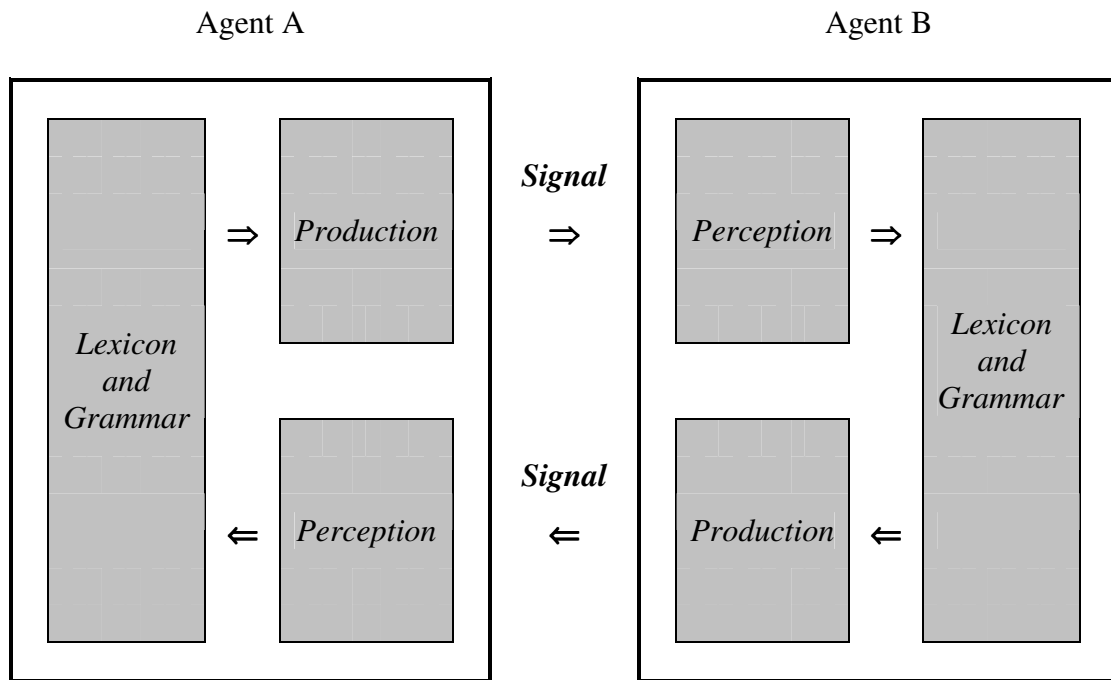 Agent A
Agent B
Signal
⇒ Production ⇒ Perception ⇒
Lexicon
and
Grammar
Lexicon
and
Grammar
Signal
⇐ Perception ⇐ Production ⇐